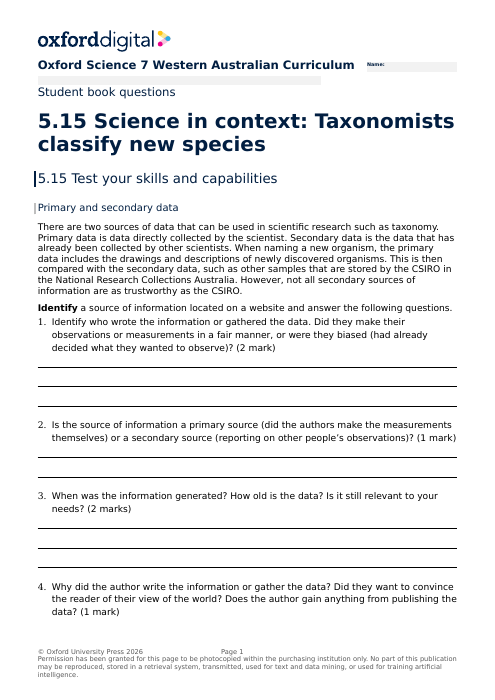 oxforddigital
Oxford Science 7 Western Australian Curriculum
Name:
Student book questions
5.15 Science in context: Taxonomists
classify new species
5.15 Test your skills and capabilities
Primary and secondary data
There are two sources of data that can be used in scientific research such as taxonomy.
Primary data is data directly collected by the scientist. Secondary data is the data that has
already been collected by other scientists. When naming a new organism, the primary
data includes the drawings and descriptions of newly discovered organisms. This is then
compared with the secondary data, such as other samples that are stored by the CSIRO in
the National Research Collections Australia. However, not all secondary sources of
information are as trustworthy as the CSIRO.
Identify a source of information located on a website and answer the following questions.
1. Identify who wrote the information or gathered the data. Did they make their
observations or measurements in a fair manner, or were they biased (had already
decided what they wanted to observe)? (2 mark)
2. Is the source of information a primary source (did the authors make the measurements
themselves) or a secondary source (reporting on other people’s observations)? (1 mark)
3. When was the information generated? How old is the data? Is it still relevant to your
needs? (2 marks)
4. Why did the author write the information or gather the data? Did they want to convince
the reader of their view of the world? Does the author gain anything from publishing the
data? (1 mark)
© Oxford University Press 2026 Page 1
Permission has been granted for this page to be photocopied within the purchasing institution only. No part of this publication
may be reproduced, stored in a retrieval system, transmitted, used for text and data mining, or used for training artificial
intelligence.